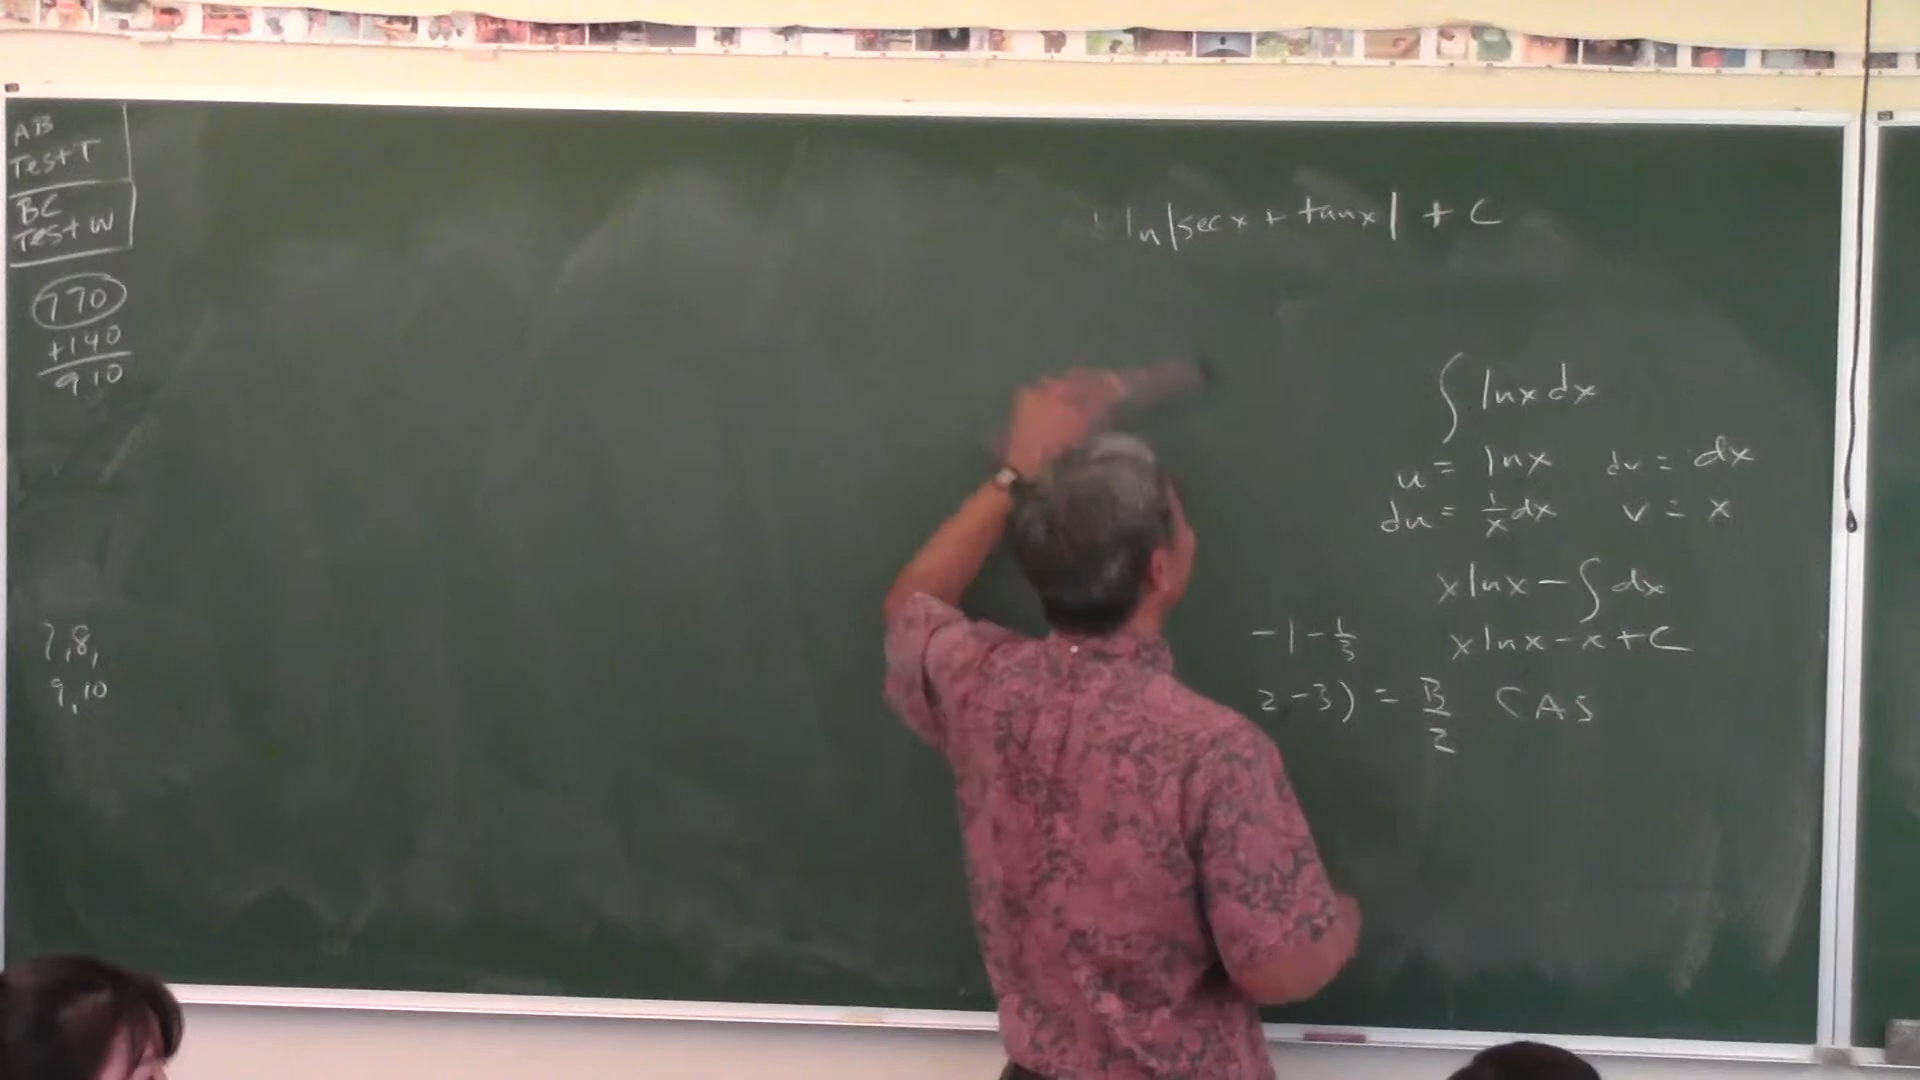 AB
Test T
BC
Test W
770
+140
910
7,8,
9,10
ln|sec x + tan x| + C
∫ ln x dx
u = ln x dv = dx
du = 1/x dx v = x
x ln x - ∫ dx
-1 - 1/3 x ln x - x + C
2-3) = B/2 CAS